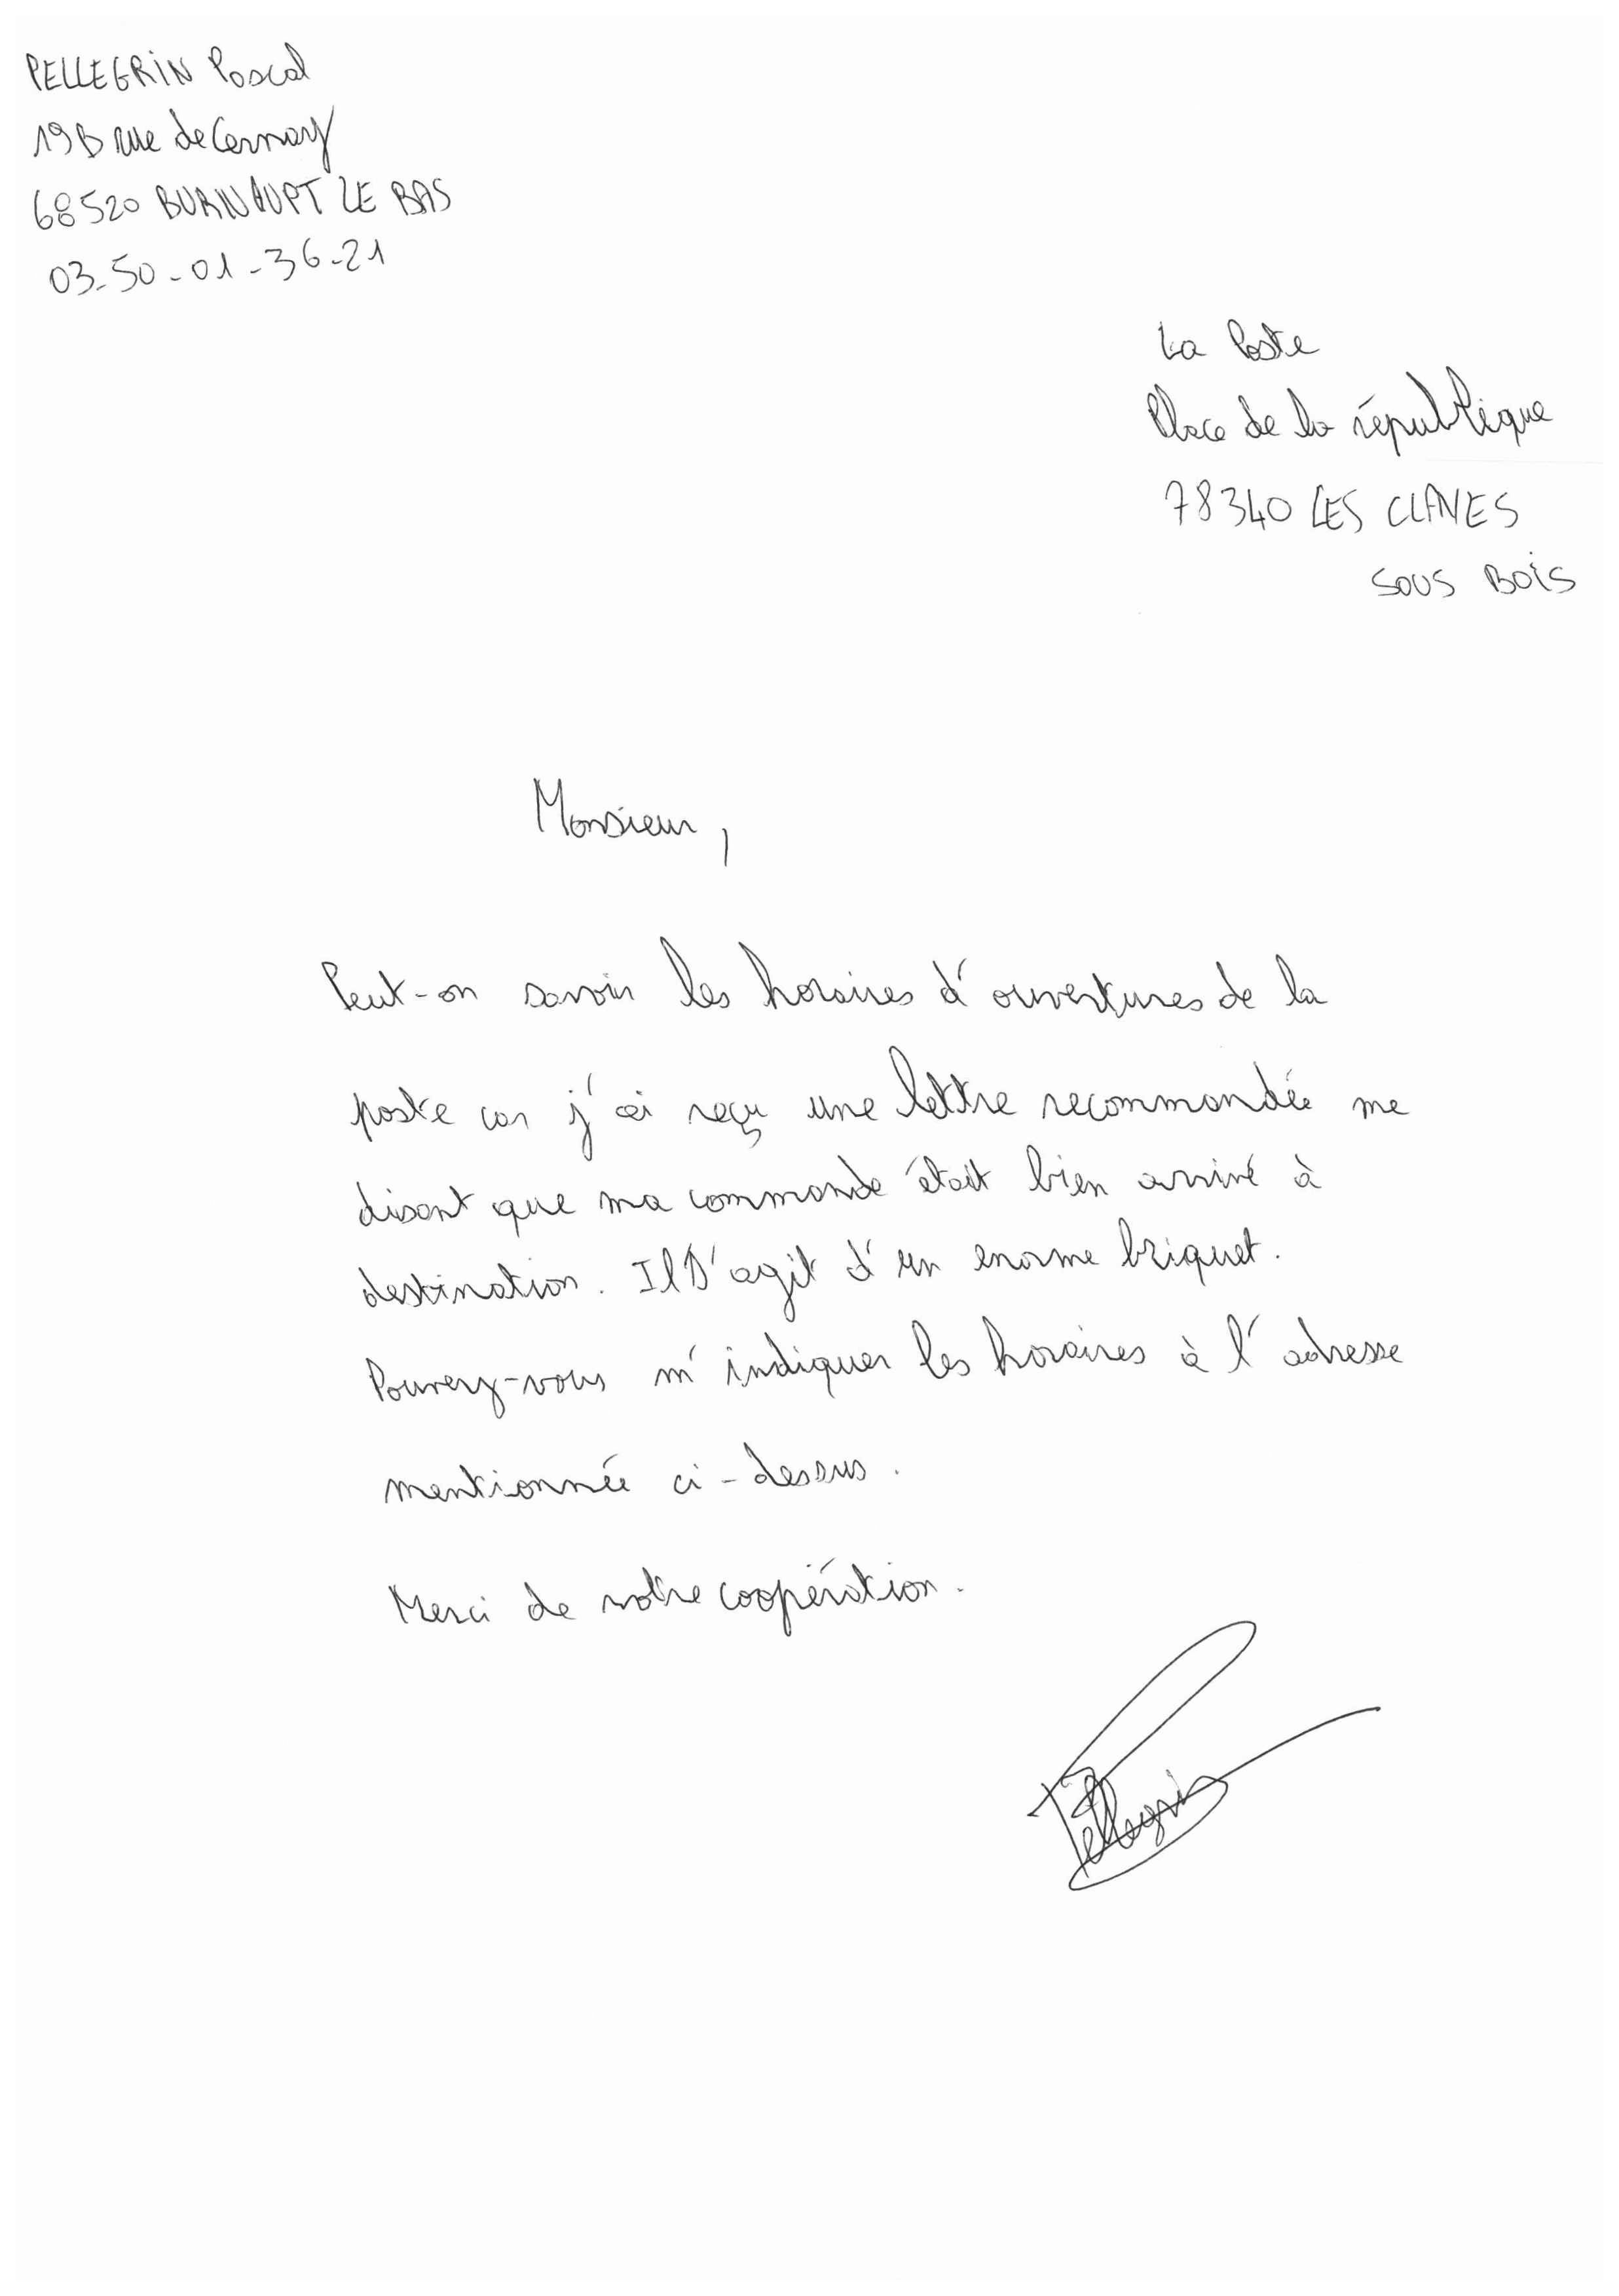 PELLEGRIN Pascal
19B rue de Cernay
68520 BURNHAUPT LE BAS
03-50-01-36-21
La Poste
Place de la république
78340 LES CLAYES
SOUS BOIS
Monsieur,
Peut-on savoir les horaires d'ouvertures de la
poste car j'ai reçu une lettre recommandée me
disant que ma commande était bien arrivé à
destination. Il s'agit d'un enorme briquet.
Pourrez-vous m'indiquer les horaires à l'adresse
mentionnée ci-dessus.
Merci de votre coopération.
Pellegrin